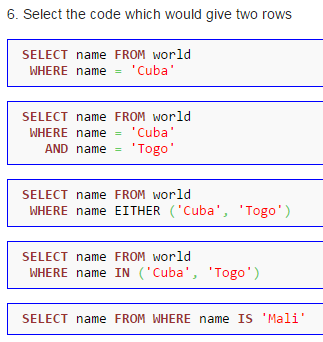 6. Select the code which would give two rows
SELECT name FROM world
WHERE name = 'Cuba'
SELECT name FROM world
WHERE name = 'Cuba'
AND name = 'Togo'
SELECT name FROM world
WHERE name EITHER ('Cuba', 'Togo')
SELECT name FROM world
WHERE name IN ('Cuba', 'Togo')
SELECT name FROM WHERE name IS 'Mali'